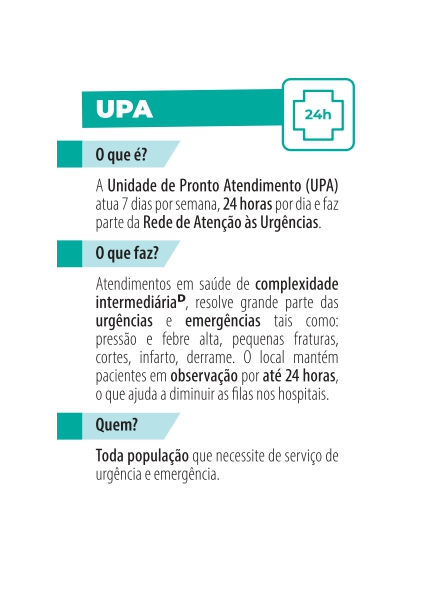 UPA
24h
O que é?
A Unidade de Pronto Atendimento (UPA)
atua 7 dias por semana, 24 horas por dia e faz
parte da Rede de Atenção às Urgências.
O que faz?
Atendimentos em saúde de complexidade
intermediáriaᴰ, resolve grande parte das
urgências e emergências tais como:
pressão e febre alta, pequenas fraturas,
cortes, infarto, derrame. O local mantém
pacientes em observação por até 24 horas,
o que ajuda a diminuir as filas nos hospitais.
Quem?
Toda população que necessite de serviço de
urgência e emergência.